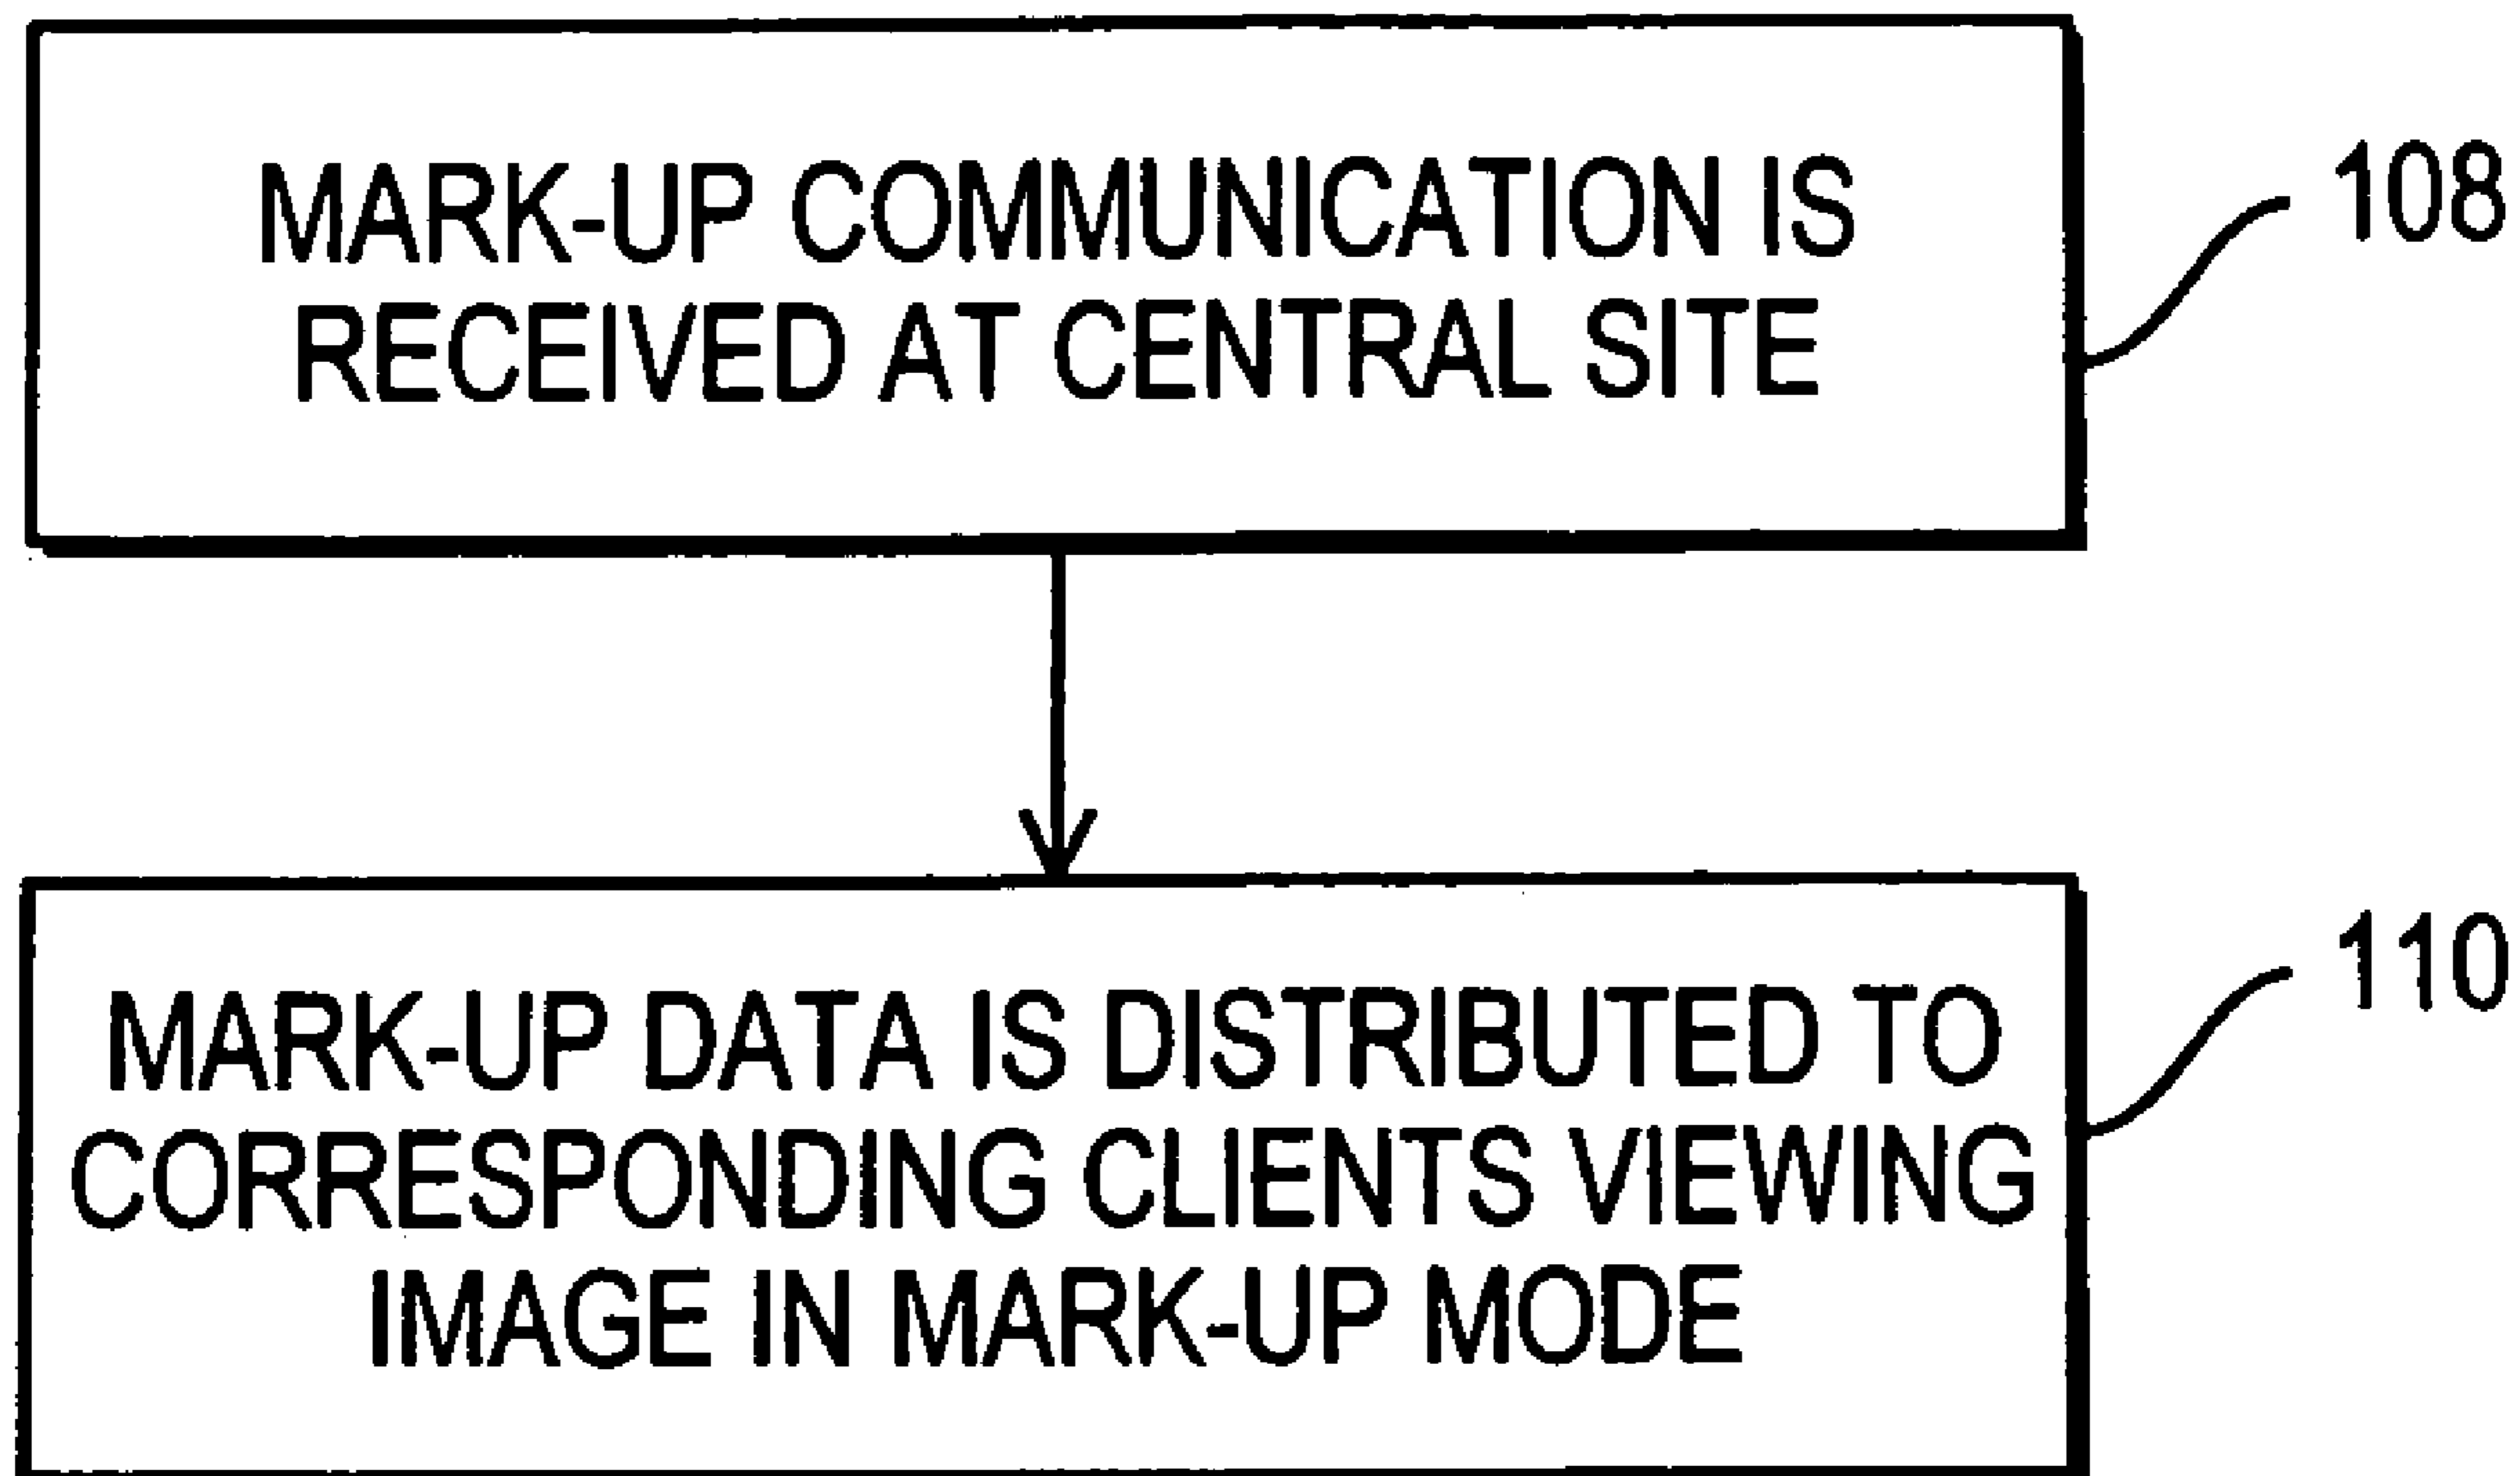 MARK-UP COMMUNICATION IS
RECEIVED AT CENTRAL SITE
108
MARK-UP DATA IS DISTRIBUTED TO
CORRESPONDING CLIENTS VIEWING
IMAGE IN MARK-UP MODE
110